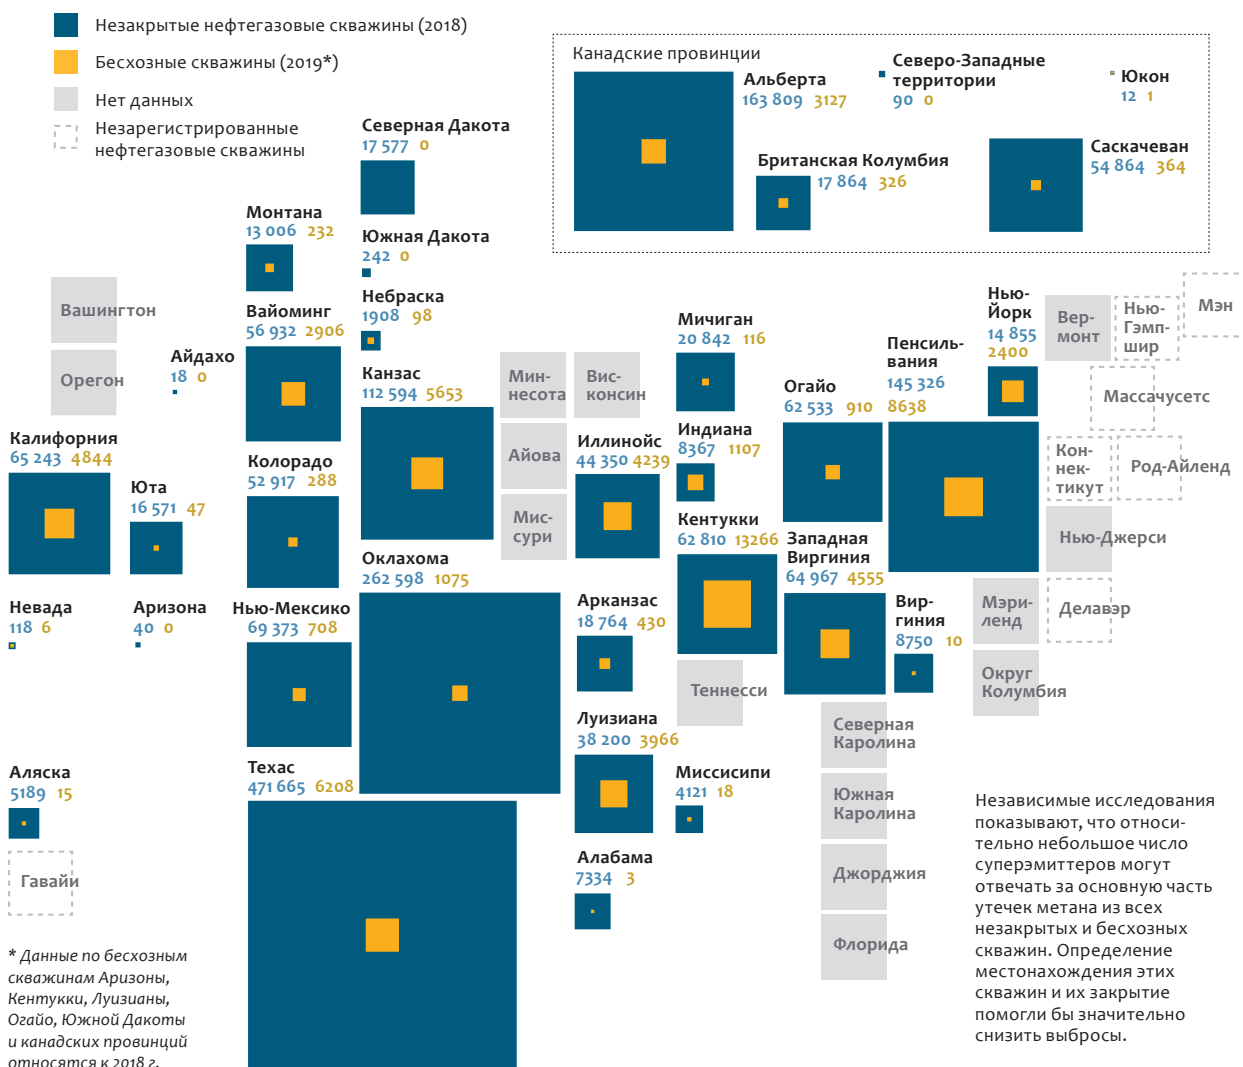 Незакрытые нефтегазовые скважины (2018)
Бесхозные скважины (2019*)
Нет данных
Незарегистрированные
нефтегазовые скважины
Канадские провинции
Альберта
163 809 3127
Северо-Западные
территории
90 0
Юкон
12 1
Британская Колумбия
17 864 326
Саскачеван
54 864 364
Северная Дакота
17 577 0
Монтана
13 006 232
Южная Дакота
242 0
Вашингтон
Орегон
Айдахо
18 0
Вайоминг
56 932 2906
Небраска
1908 98
Канзас
112 594 5653
Мин-
несота
Вис-
консин
Айова
Мис-
сури
Мичиган
20 842 116
Иллинойс
44 350 4239
Индиана
8367 1107
Огайо
62 533 910
Пенсиль-
вания
145 326
8638
Нью-
Йорк
14 855
2400
Вер-
монт
Нью-
Гэмп-
шир
Мэн
Массачусетс
Кон-
нек-
тикут
Род-Айленд
Нью-Джерси
Калифорния
65 243 4844
Юта
16 571 47
Колорадо
52 917 288
Оклахома
262 598 1075
Кентукки
62 810 13266
Западная
Виргиния
64 967 4555
Вир-
гиния
8750 10
Мэри-
ленд
Делавэр
Округ
Колумбия
Невада
118 6
Аризона
40 0
Нью-Мексико
69 373 708
Арканзас
18 764 430
Теннесси
Луизиана
38 200 3966
Миссисипи
4121 18
Северная
Каролина
Южная
Каролина
Джорджия
Флорида
Аляска
5189 15
Гавайи
Техас
471 665 6208
Алабама
7334 3
* Данные по бесхозным
скважинам Аризоны,
Кентукки, Луизианы,
Огайо, Южной Дакоты
и канадских провинций
относятся к 2018 г.
Независимые исследования
показывают, что относи-
тельно небольшое число
суперэмиттеров могут
отвечать за основную часть
утечек метана из всех
незакрытых и бесхозных
скважин. Определение
местонахождения этих
скважин и их закрытие
помогли бы значительно
снизить выбросы.